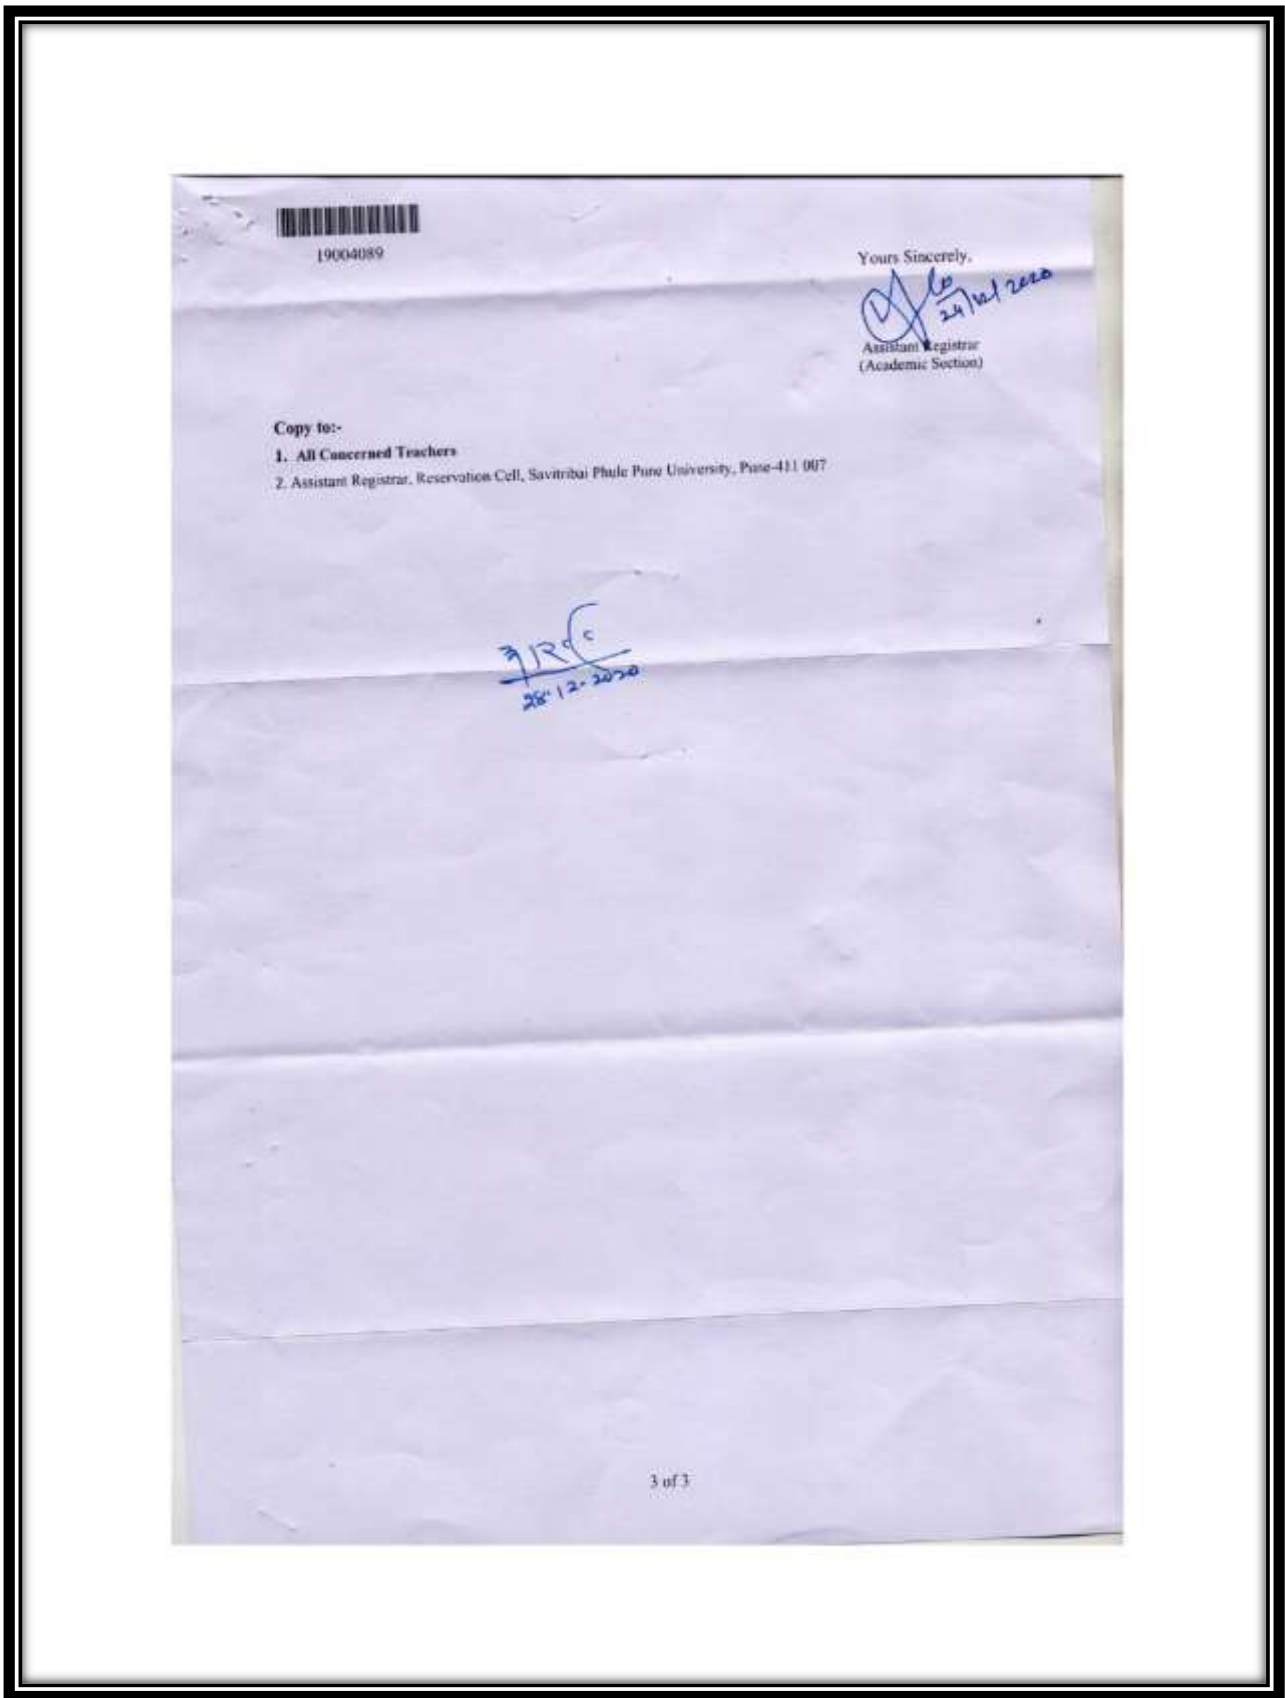 19004089
Yours Sincerely,
24/12/2020
Assistant Registrar
(Academic Section)
Copy to:-
1. All Concerned Teachers
2. Assistant Registrar, Reservation Cell, Savitribai Phule Pune University, Pune-411 007
28-12-2020
3 of 3